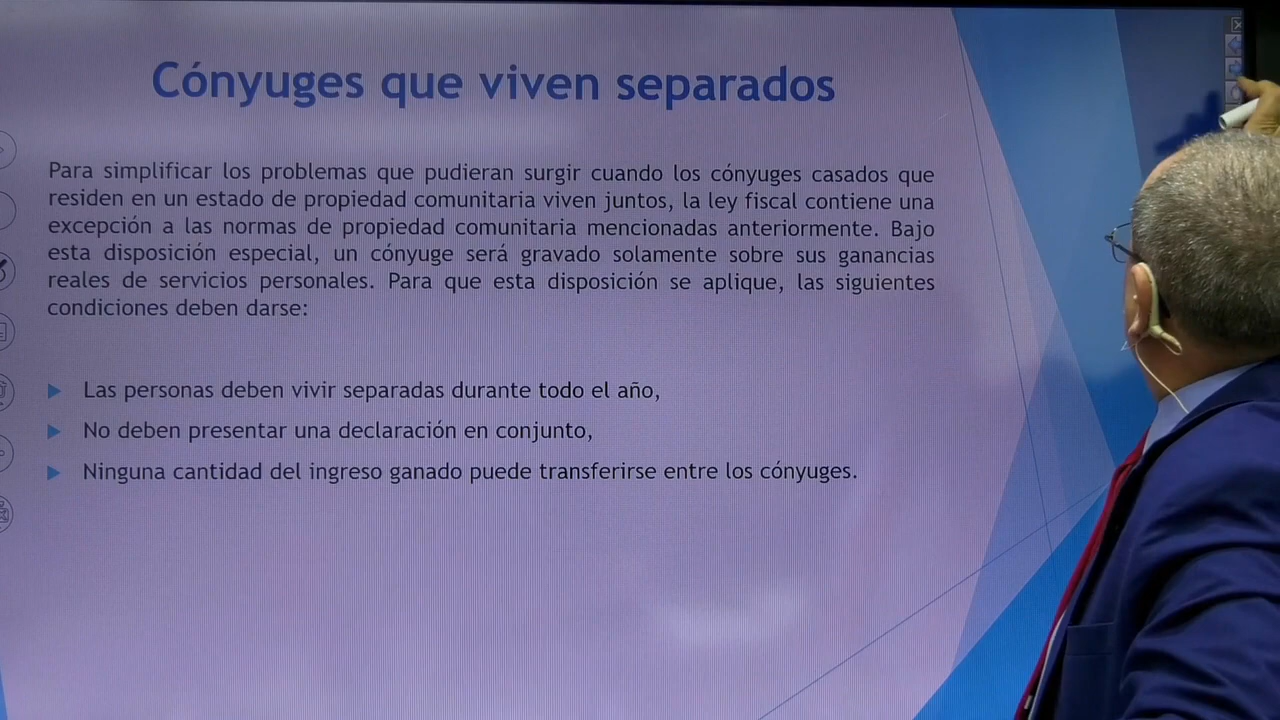 Cónyuges que viven separados
Para simplificar los problemas que pudieran surgir cuando los cónyuges casados que
residen en un estado de propiedad comunitaria viven juntos, la ley fiscal contiene una
excepción a las normas de propiedad comunitaria mencionadas anteriormente. Bajo
esta disposición especial, un cónyuge será gravado solamente sobre sus ganancias
reales de servicios personales. Para que esta disposición se aplique, las siguientes
condiciones deben darse:
Las personas deben vivir separadas durante todo el año,
No deben presentar una declaración en conjunto,
Ninguna cantidad del ingreso ganado puede transferirse entre los cónyuges.